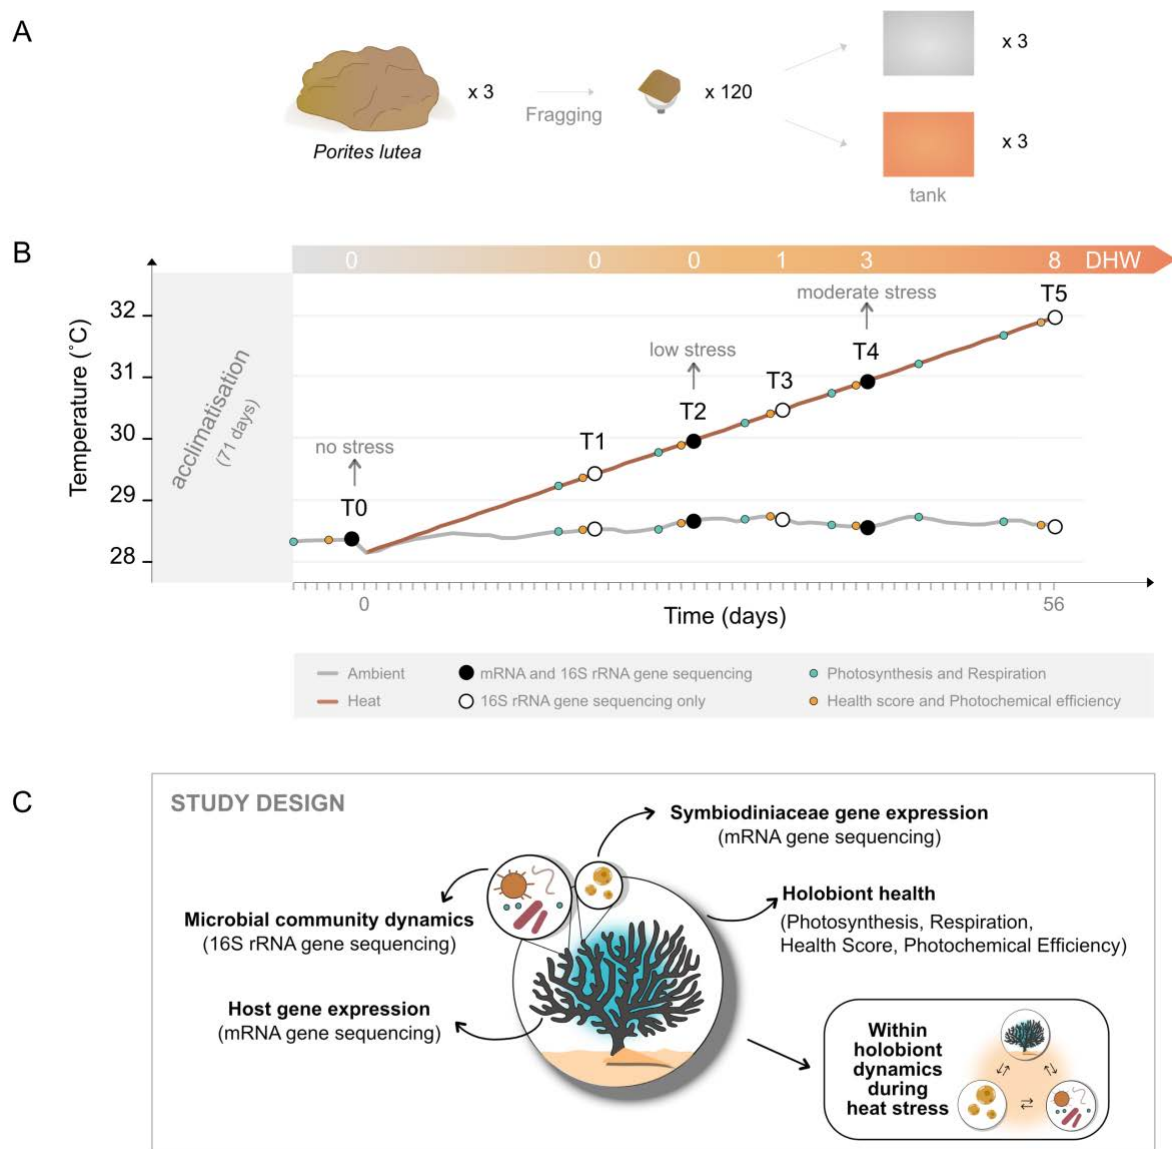 A
x 3
Fragging
x 120
x 3
x 3
Porites lutea
tank
B
0 0 0 1 3 8 DHW
Temperature (˚C)
32
31
30
29
28
acclimatisation
(71 days)
no stress
T0
T1
low stress
T2
T3
moderate stress
T4
T5
0
Time (days)
56
Ambient
mRNA and 16S rRNA gene sequencing
Photosynthesis and Respiration
Heat
16S rRNA gene sequencing only
Health score and Photochemical efficiency
C
STUDY DESIGN
Symbiodiniaceae gene expression
(mRNA gene sequencing)
Microbial community dynamics
(16S rRNA gene sequencing)
Holobiont health
(Photosynthesis, Respiration,
Health Score, Photochemical Efficiency)
Host gene expression
(mRNA gene sequencing)
Within
holobiont
dynamics
during
heat stress